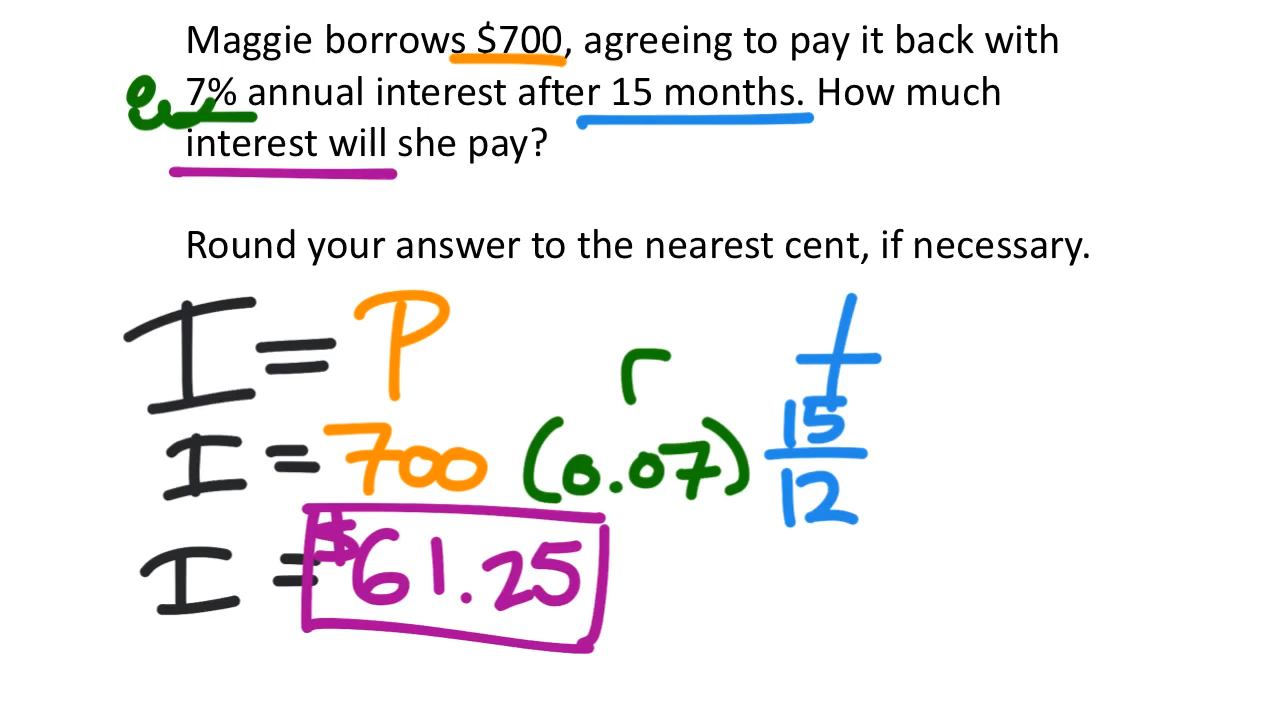 Maggie borrows $700, agreeing to pay it back with
7% annual interest after 15 months. How much
interest will she pay?
Round your answer to the nearest cent, if necessary.
I = P r t
I = 700 (0.07) 15/12
I = $61.25